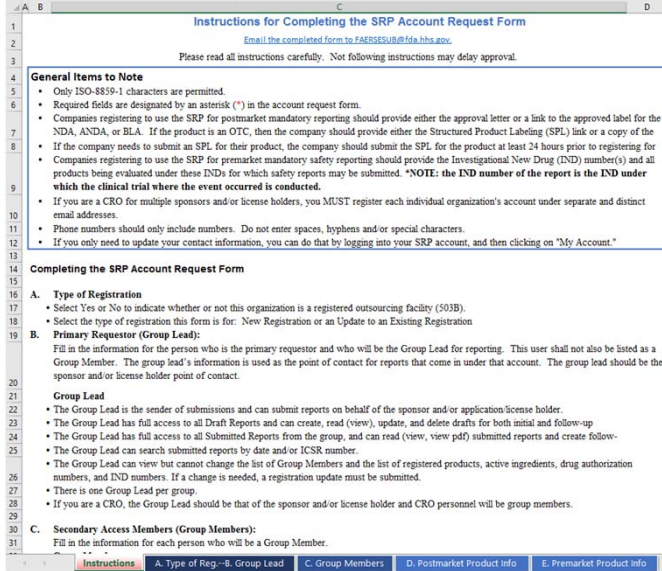 A B C D
1 Instructions for Completing the SRP Account Request Form
2 Email the completed form to FAERSESUB@fda.hhs.gov.
3 Please read all instructions carefully. Not following instructions may delay approval.
4 General Items to Note
5 • Only ISO-8859-1 characters are permitted.
6 • Required fields are designated by an asterisk (*) in the account request form.
• Companies registering to use the SRP for postmarket mandatory reporting should provide either the approval letter or a link to the approved label for the
7 NDA, ANDA, or BLA. If the product is an OTC, then the company should provide either the Structured Product Labeling (SPL) link or a copy of the
8 • If the company needs to submit an SPL for their product, the company should submit the SPL for the product at least 24 hours prior to registering for
• Companies registering to use the SRP for premarket mandatory safety reporting should provide the Investigational New Drug (IND) number(s) and all
products being evaluated under these INDs for which safety reports may be submitted. *NOTE: the IND number of the report is the IND under
9 which the clinical trial where the event occurred is conducted.
• If you are a CRO for multiple sponsors and/or license holders, you MUST register each individual organization's account under separate and distinct
10 email addresses.
11 • Phone numbers should only include numbers. Do not enter spaces, hyphens and/or special characters.
12 • If you only need to update your contact information, you can do that by logging into your SRP account, and then clicking on "My Account."
13
14 Completing the SRP Account Request Form
15
16 A. Type of Registration
17 • Select Yes or No to indicate whether or not this organization is a registered outsourcing facility (503B).
18 • Select the type of registration this form is for: New Registration or an Update to an Existing Registration
19 B. Primary Requestor (Group Lead):
Fill in the information for the person who is the primary requestor and who will be the Group Lead for reporting. This user shall not also be listed as a
Group Member. The group lead's information is used as the point of contact for reports that come in under that account. The group lead should be the
20 sponsor and/or license holder point of contact.
21 Group Lead
22 • The Group Lead is the sender of submissions and can submit reports on behalf of the sponsor and/or application/license holder.
23 • The Group Lead has full access to all Draft Reports and can create, read (view), update, and delete drafts for both initial and follow-up
24 • The Group Lead has full access to all Submitted Reports from the group, and can read (view, view pdf) submitted reports and create follow-
25 • The Group Lead can search submitted reports by date and/or ICSR number.
• The Group Lead can view but cannot change the list of Group Members and the list of registered products, active ingredients, drug authorization
26 numbers, and IND numbers. If a change is needed, a registration update must be submitted.
27 • There is one Group Lead per group.
28 • If you are a CRO, the Group Lead should be that of the sponsor and/or license holder and CRO personnel will be group members.
29
30 C. Secondary Access Members (Group Members):
31 Fill in the information for each person who will be a Group Member.
Instructions A. Type of Reg.--B. Group Lead C. Group Members D. Postmarket Product Info E. Premarket Product Info